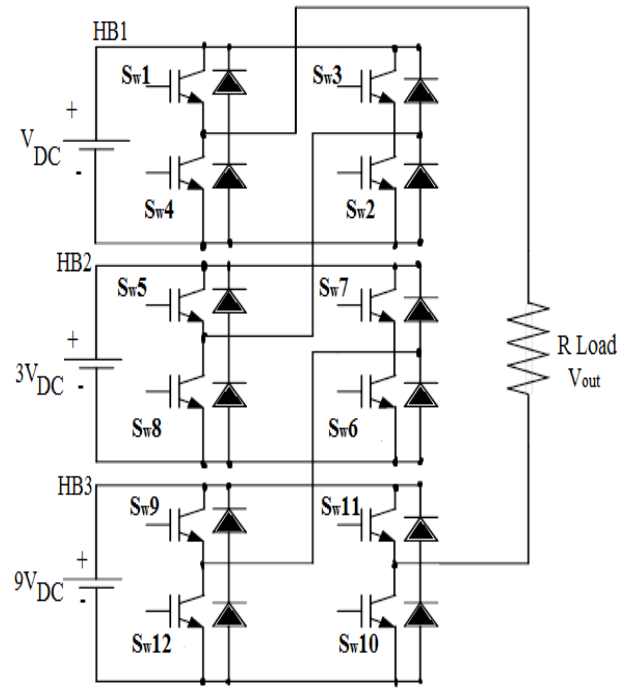 HB1
Sw1
Sw3
+
VDC
-
Sw4
Sw2
HB2
Sw5
Sw7
+
3VDC
-
R Load
Vout
Sw8
Sw6
HB3
Sw9
Sw11
+
9VDC
-
Sw12
Sw10